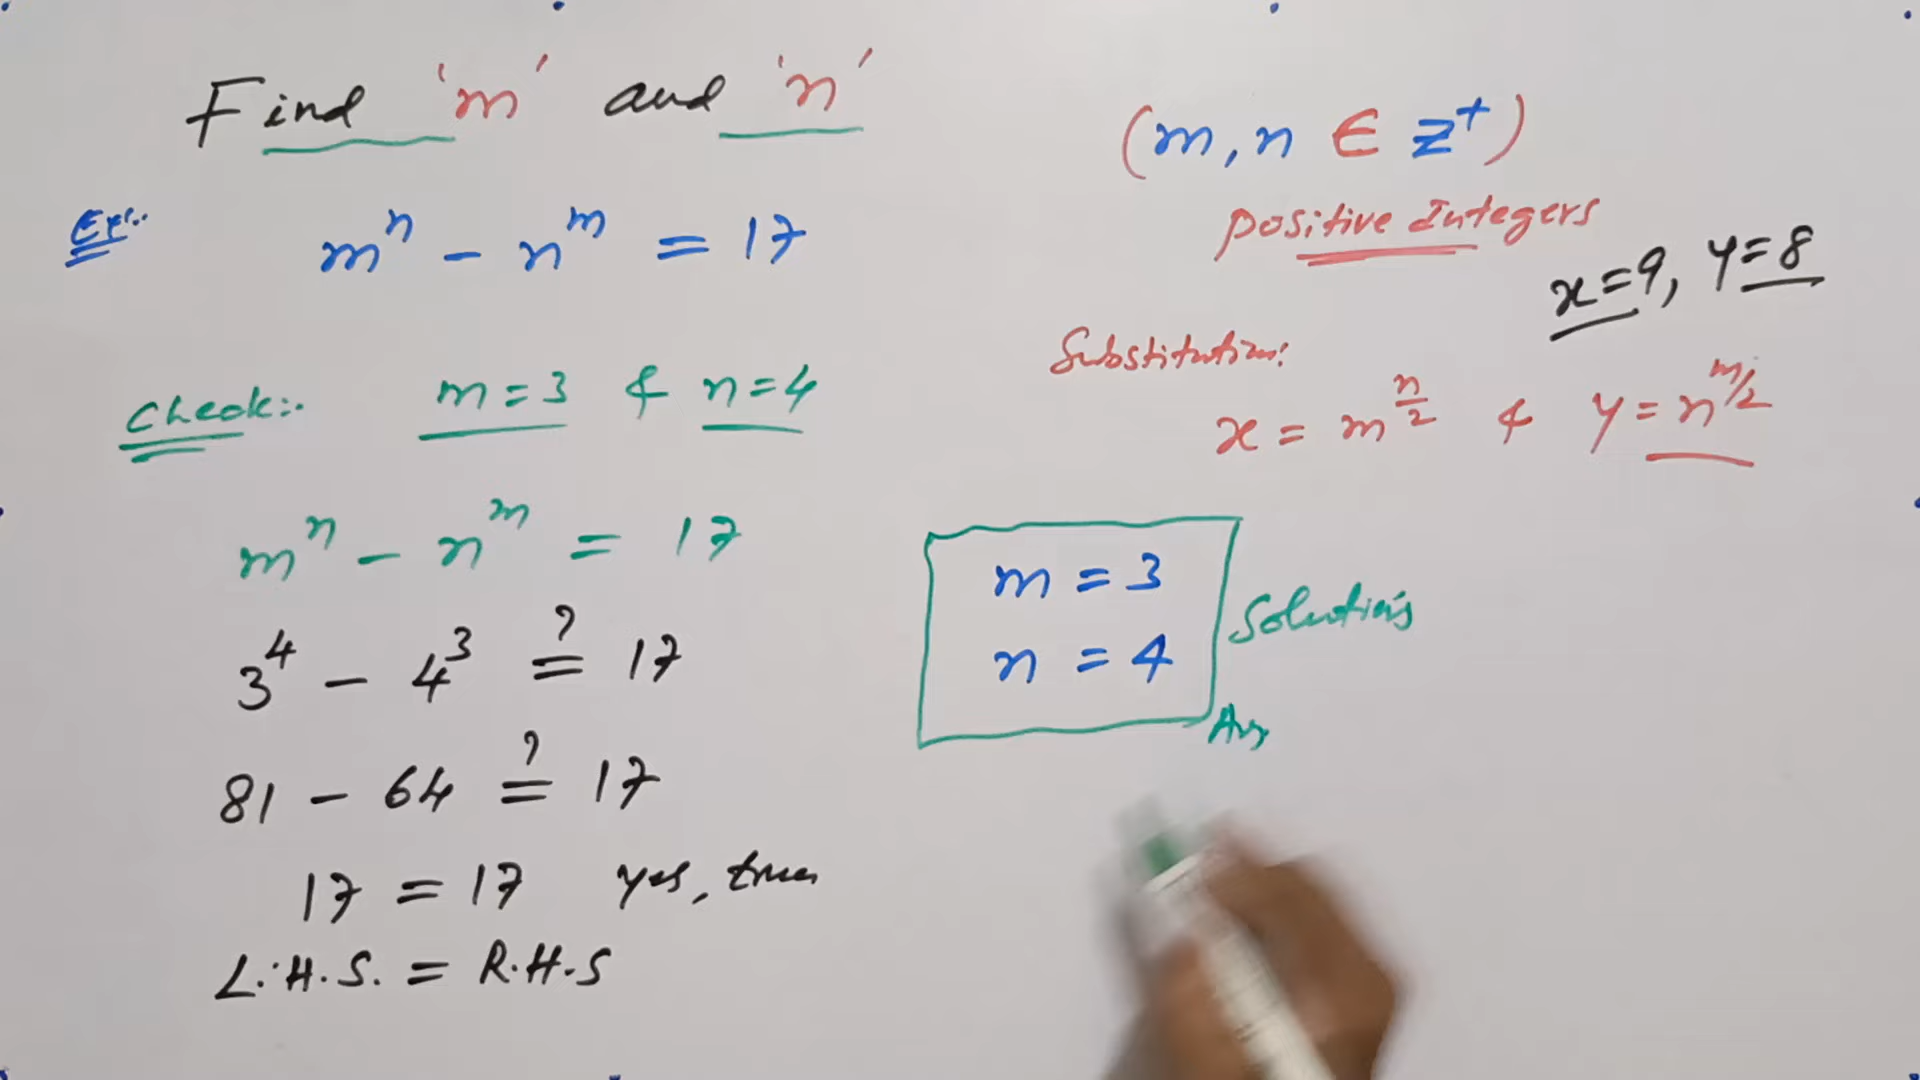 Find 'm' and 'n'
(m, n ∈ Z⁺)
Positive Integers
Ex:-
mⁿ - nᵐ = 17
x = 9, y = 8
Substitution:
x = m^(n/2) & y = n^(m/2)
Check:-
m = 3 & n = 4
mⁿ - nᵐ = 17
3⁴ - 4³ ≟ 17
81 - 64 ≟ 17
17 = 17 yes, true
L.H.S. = R.H.S
m = 3
n = 4
Solutions
Ans